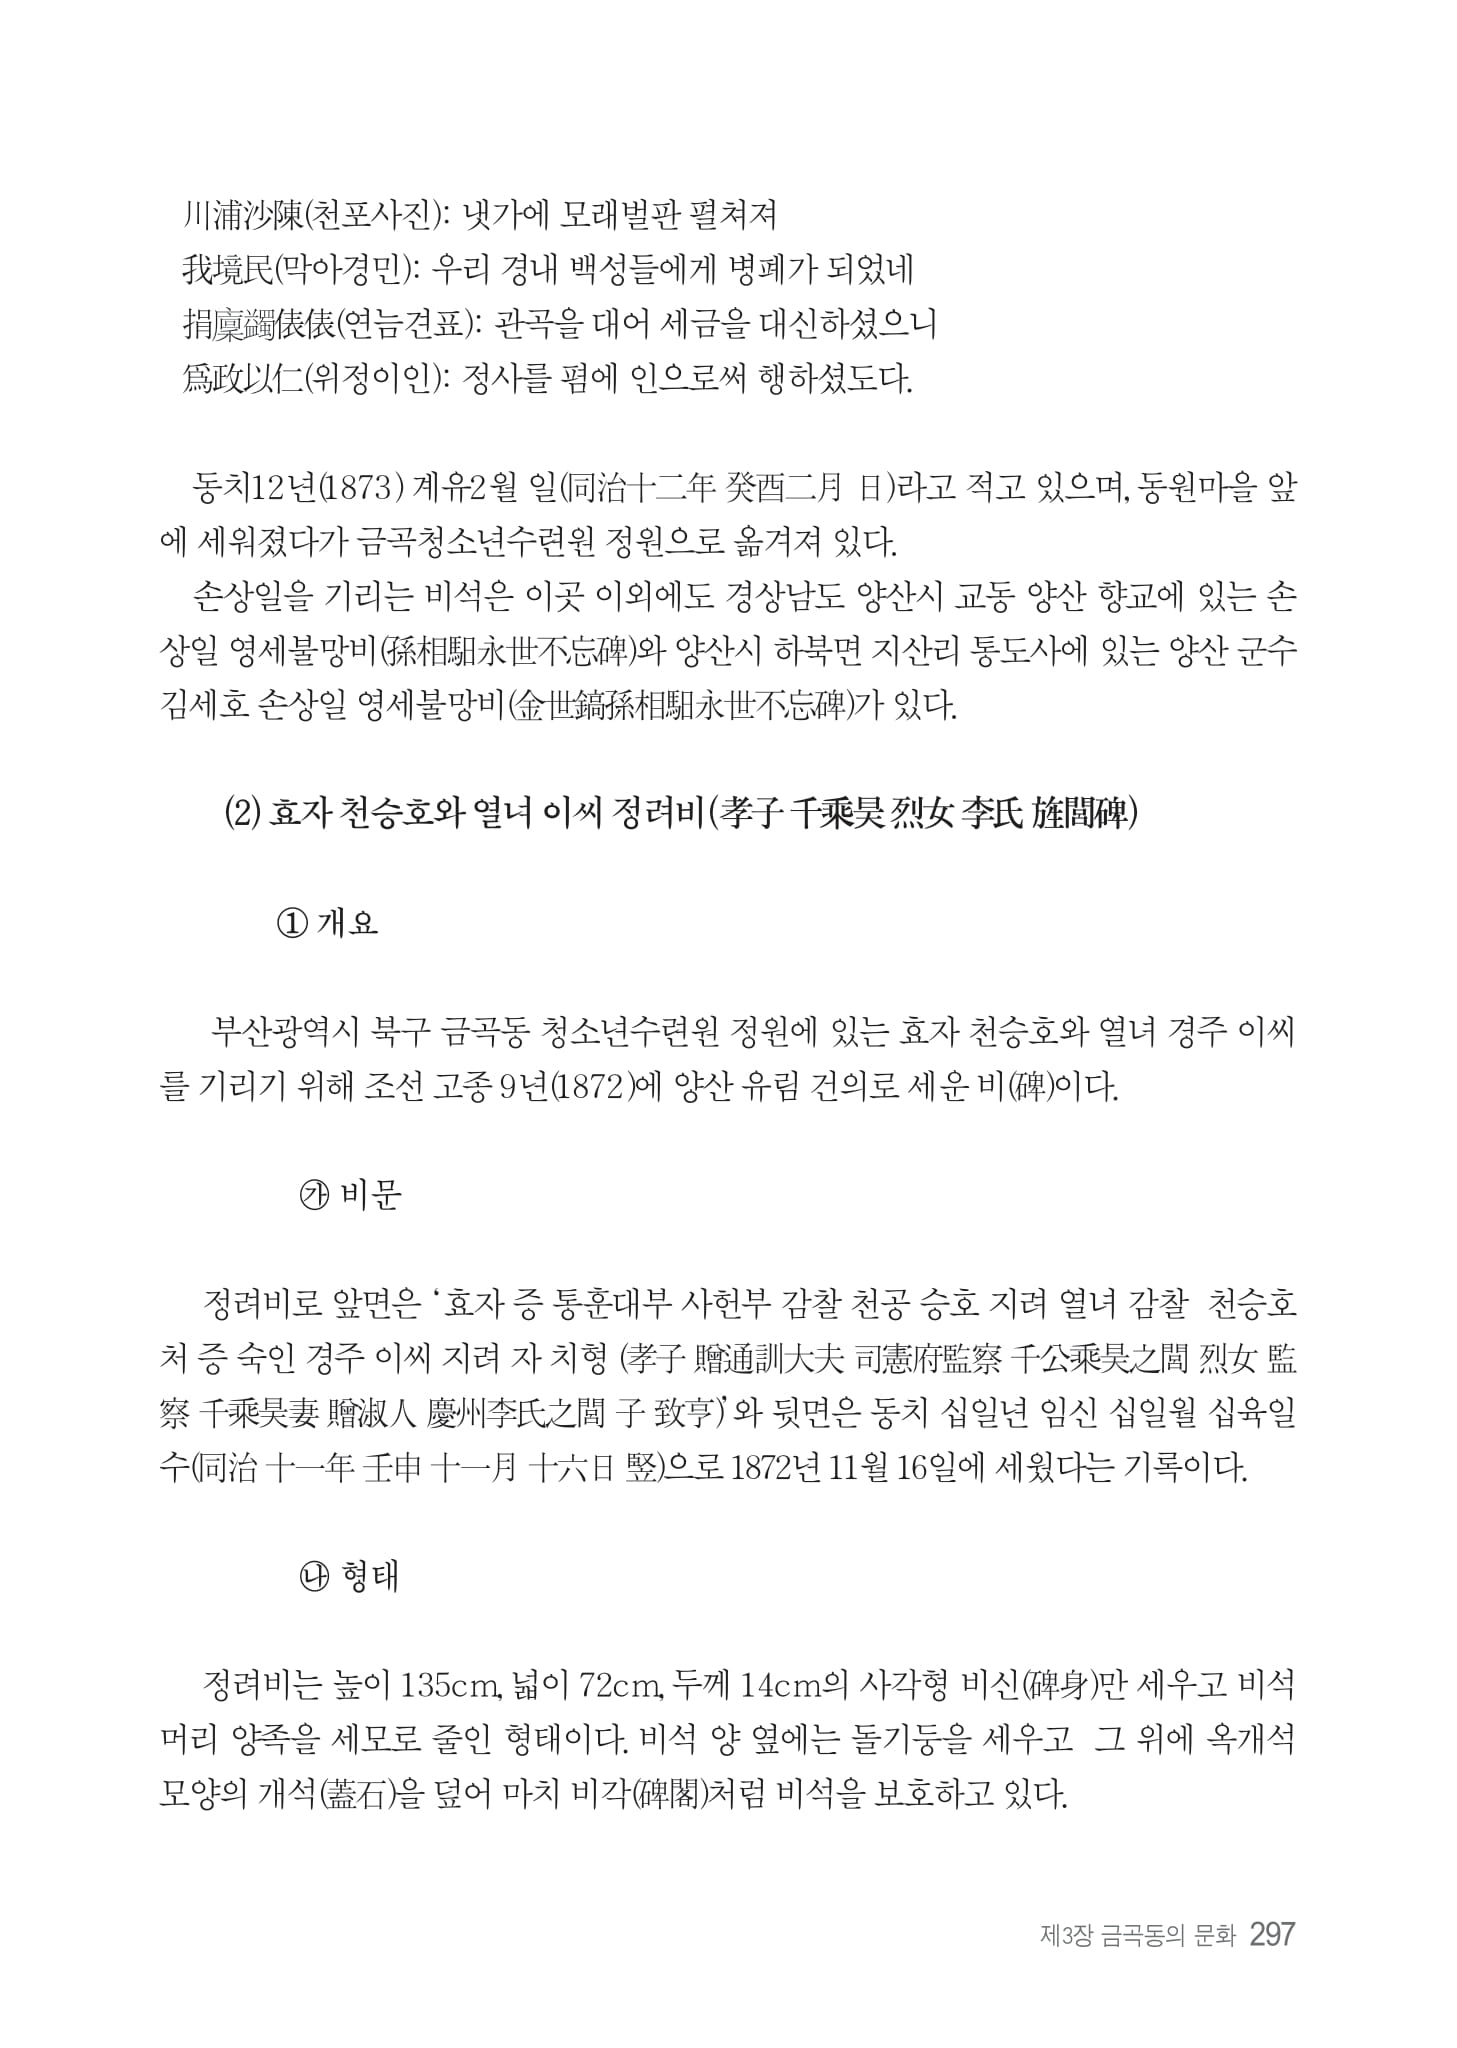 川浦沙陳(천포사진): 냇가에 모래벌판 펼쳐져
我境民(막아경민): 우리 경내 백성들에게 병폐가 되었네
捐廩蠲俵俵(연늠견표): 관곡을 대어 세금을 대신하셨으니
爲政以仁(위정이인): 정사를 폄에 인으로써 행하셨도다.
동치12년(1873) 계유2월 일(同治十二年 癸酉二月 日)라고 적고 있으며, 동원마을 앞
에 세워졌다가 금곡청소년수련원 정원으로 옮겨져 있다.
손상일을 기리는 비석은 이곳 이외에도 경상남도 양산시 교동 양산 향교에 있는 손
상일 영세불망비(孫相馹永世不忘碑)와 양산시 하북면 지산리 통도사에 있는 양산 군수
김세호 손상일 영세불망비(金世鎬孫相馹永世不忘碑)가 있다.
(2) 효자 천승호와 열녀 이씨 정려비(孝子 千乘昊 烈女 李氏 旌閭碑)
① 개요
부산광역시 북구 금곡동 청소년수련원 정원에 있는 효자 천승호와 열녀 경주 이씨
를 기리기 위해 조선 고종 9년(1872)에 양산 유림 건의로 세운 비(碑)이다.
㉮ 비문
정려비로 앞면은 ‘효자 증 통훈대부 사헌부 감찰 천공 승호 지려 열녀 감찰 천승호
처 증 숙인 경주 이씨 지려 자 치형 (孝子 贈通訓大夫 司憲府監察 千公乘昊之閭 烈女 監
察 千乘昊妻 贈淑人 慶州李氏之閭 子 致亨)’와 뒷면은 동치 십일년 임신 십일월 십육일
수(同治 十一年 壬申 十一月 十六日 竪)으로 1872년 11월 16일에 세웠다는 기록이다.
㉯ 형태
정려비는 높이 135cm, 넓이 72cm, 두께 14cm의 사각형 비신(碑身)만 세우고 비석
머리 양족을 세모로 줄인 형태이다. 비석 양 옆에는 돌기둥을 세우고 그 위에 옥개석
모양의 개석(蓋石)을 덮어 마치 비각(碑閣)처럼 비석을 보호하고 있다.
제3장 금곡동의 문화 297